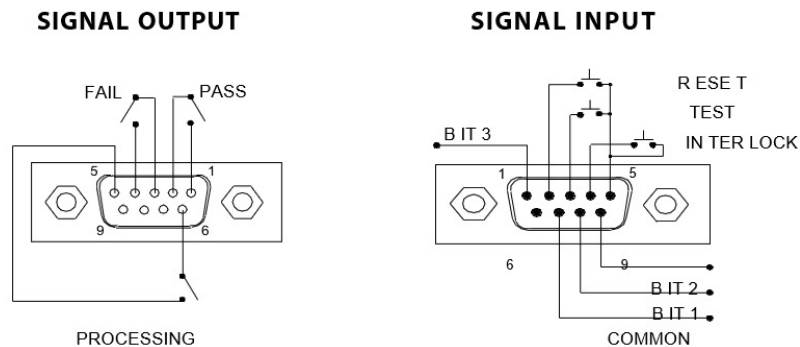 SIGNAL OUTPUT
FAIL
PASS
5
1
9
6
PROCESSING
SIGNAL INPUT
R ESE T
TEST
B IT 3
IN TER LOCK
1
5
6
9
B IT 2
B IT 1
COMMON